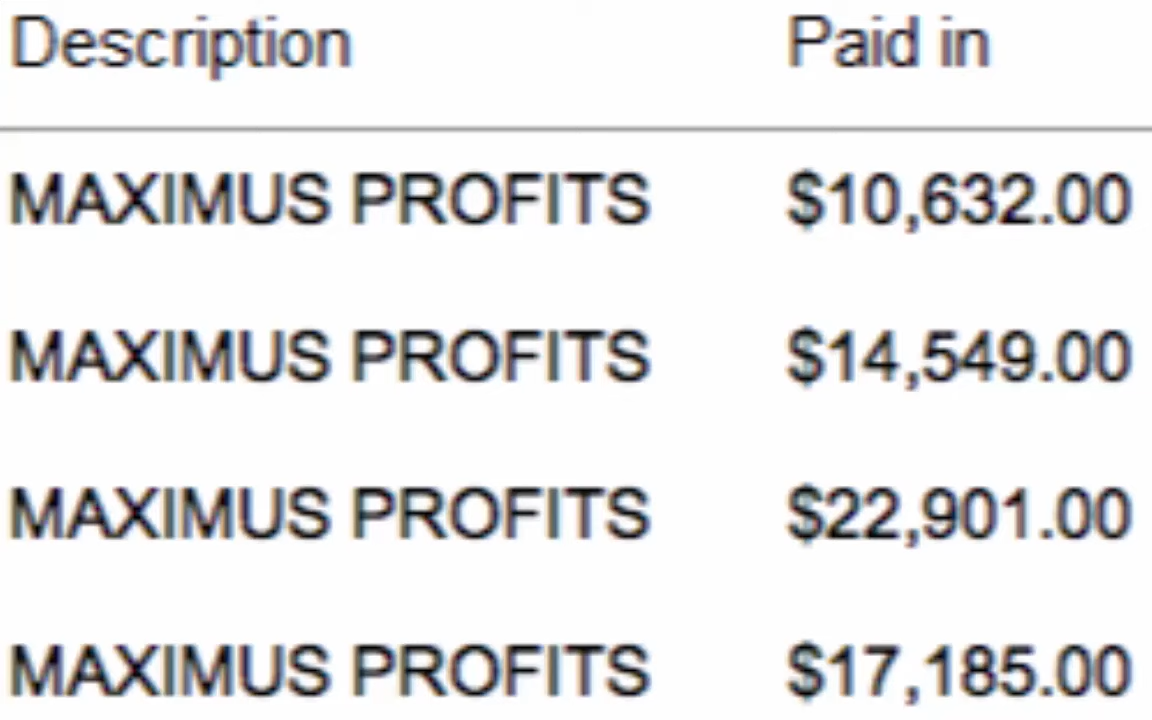 Description Paid in
MAXIMUS PROFITS $10,632.00
MAXIMUS PROFITS $14,549.00
MAXIMUS PROFITS $22,901.00
MAXIMUS PROFITS $17,185.00